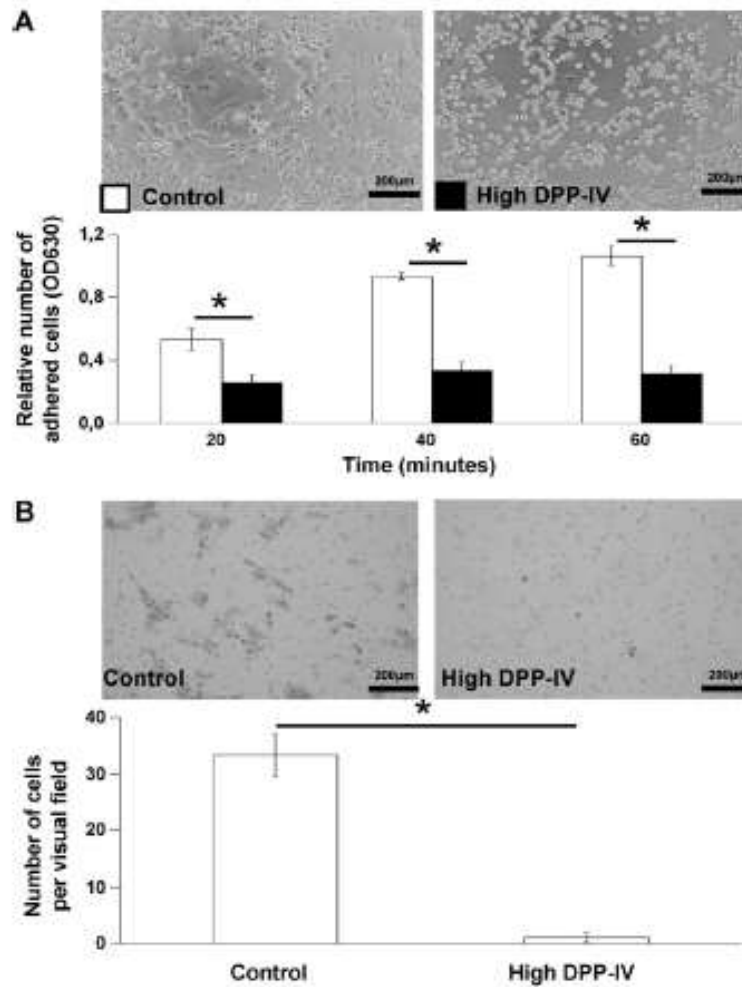 A
200µm
200µm
Control
High DPP-IV
Relative number of
adhered cells (OD630)
1,2
0,8
0,4
0,0
*
*
*
20
40
60
Time (minutes)
B
Control
200µm
High DPP-IV
200µm
Number of cells
per visual field
40
30
20
10
0
*
Control
High DPP-IV